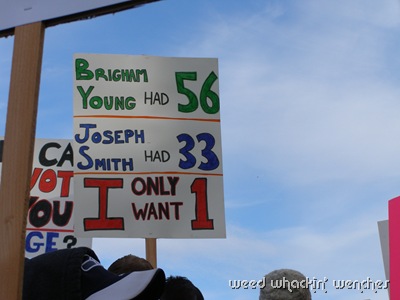 Brigham
Young HAD 56
Joseph
Smith HAD 33
I ONLY
WANT 1
CA
VOT
YOU
GE?
weed whackin' wenches